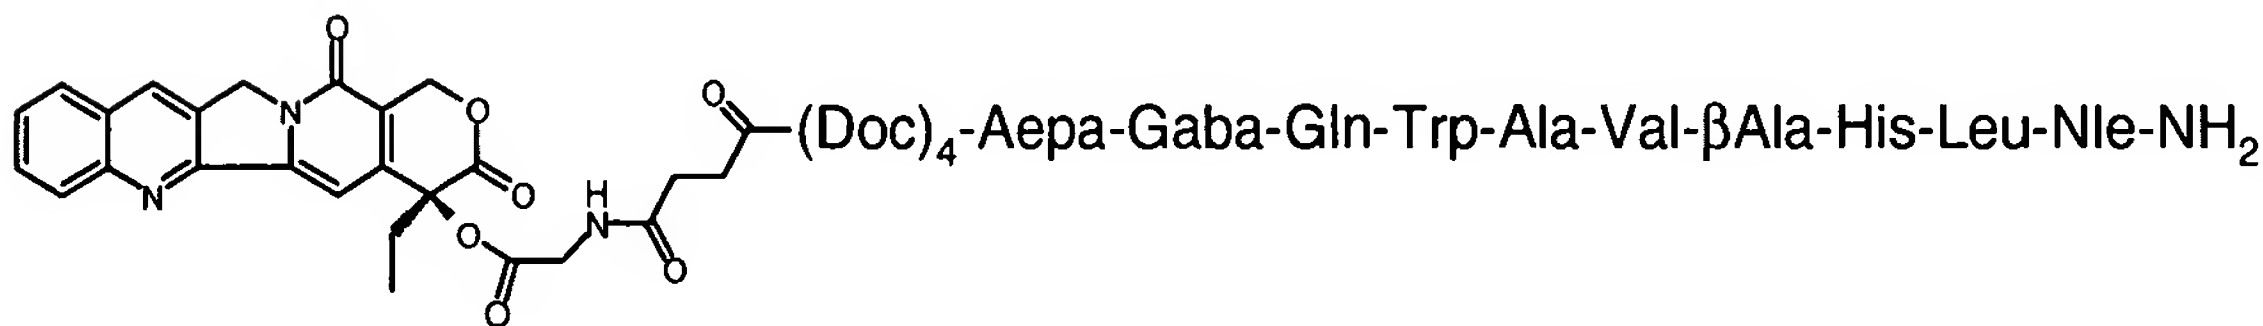 O
O
N
O
O
N
O
H
N
O
O
O
(Doc)₄-Aepa-Gaba-Gln-Trp-Ala-Val-βAla-His-Leu-Nle-NH₂